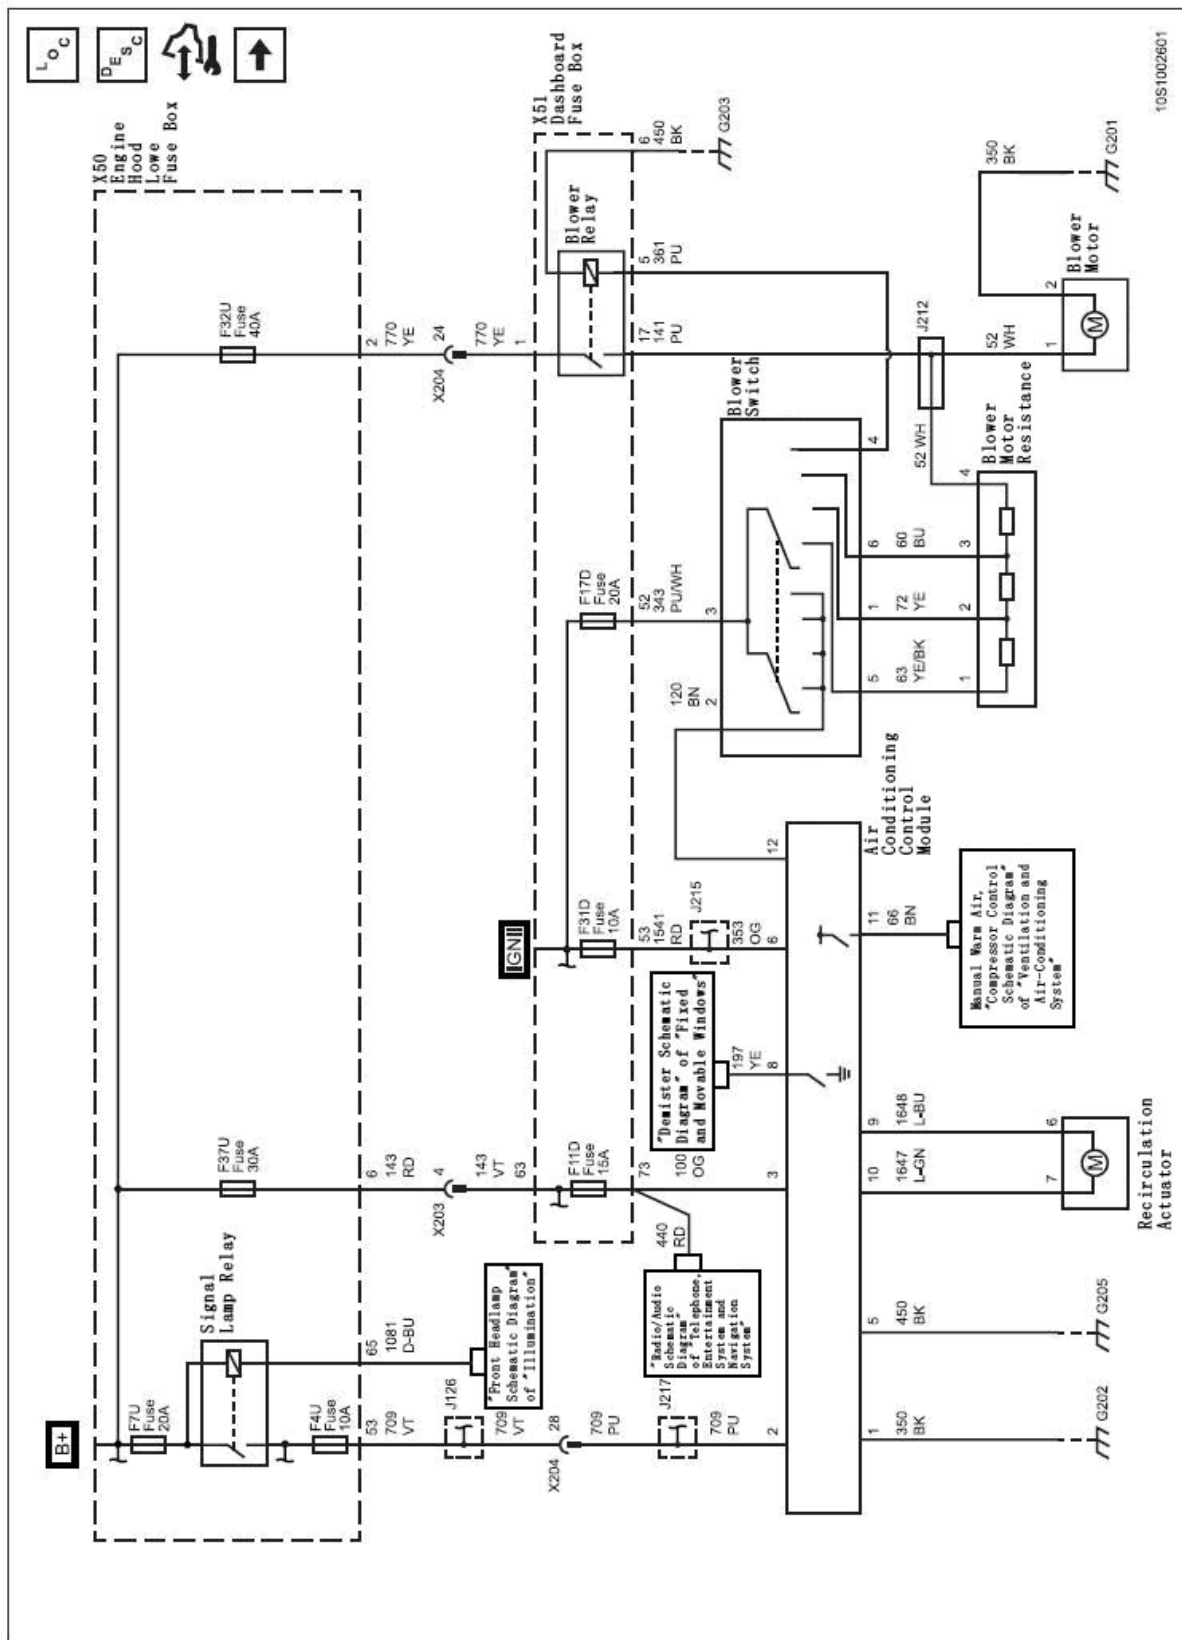 LOC
DESC
X50
Engine
Hood
Lowe
Fuse Box
X51
Dashboard
Fuse Box
B+
F7U
Fuse
20A
Signal
Lamp Relay
F4U
Fuse
10A
F37U
Fuse
30A
F32U
Fuse
40A
53
709
VT
65
1081
D-BU
6
143
RD
2
770
YE
J126
X203
4
X204
24
709
VT
"Front Headlamp
Schematic Diagram"
of "Illumination"
143
VT
63
770
YE
1
IGNII
X204
28
F11D
Fuse
15A
F31D
Fuse
10A
F17D
Fuse
20A
Blower
Relay
709
PU
440
RD
73
100
OG
53
1541
RD
52
343
PU/WH
17
141
PU
5
361
PU
6
450
BK
G203
J217
"Radio/Audio
Schematic
Diagram"
of "Telephone,
Entertainment
System and
Navigation
System"
"Demister Schematic
Diagram" of "Fixed
and Movable Windows"
J215
120
BN
2
3
Blower
Switch
709
PU
197
YE
353
OG
2
3
8
6
12
Air
Conditioning
Control
Module
1
350
BK
5
450
BK
10
1647
L-GN
9
1648
L-BU
11
66
BN
5
63
YE/BK
1
72
YE
6
60
BU
4
52 WH
J212
Manual Warm Air,
"Compressor Control
Schematic Diagram"
of "Ventilation and
Air-Conditioning
System"
1
2
3
4
Blower
Motor
Resistance
52
WH
350
BK
7
6
M
1
2
M
Blower
Motor
G202
G205
Recirculation
Actuator
G201
10S1002601